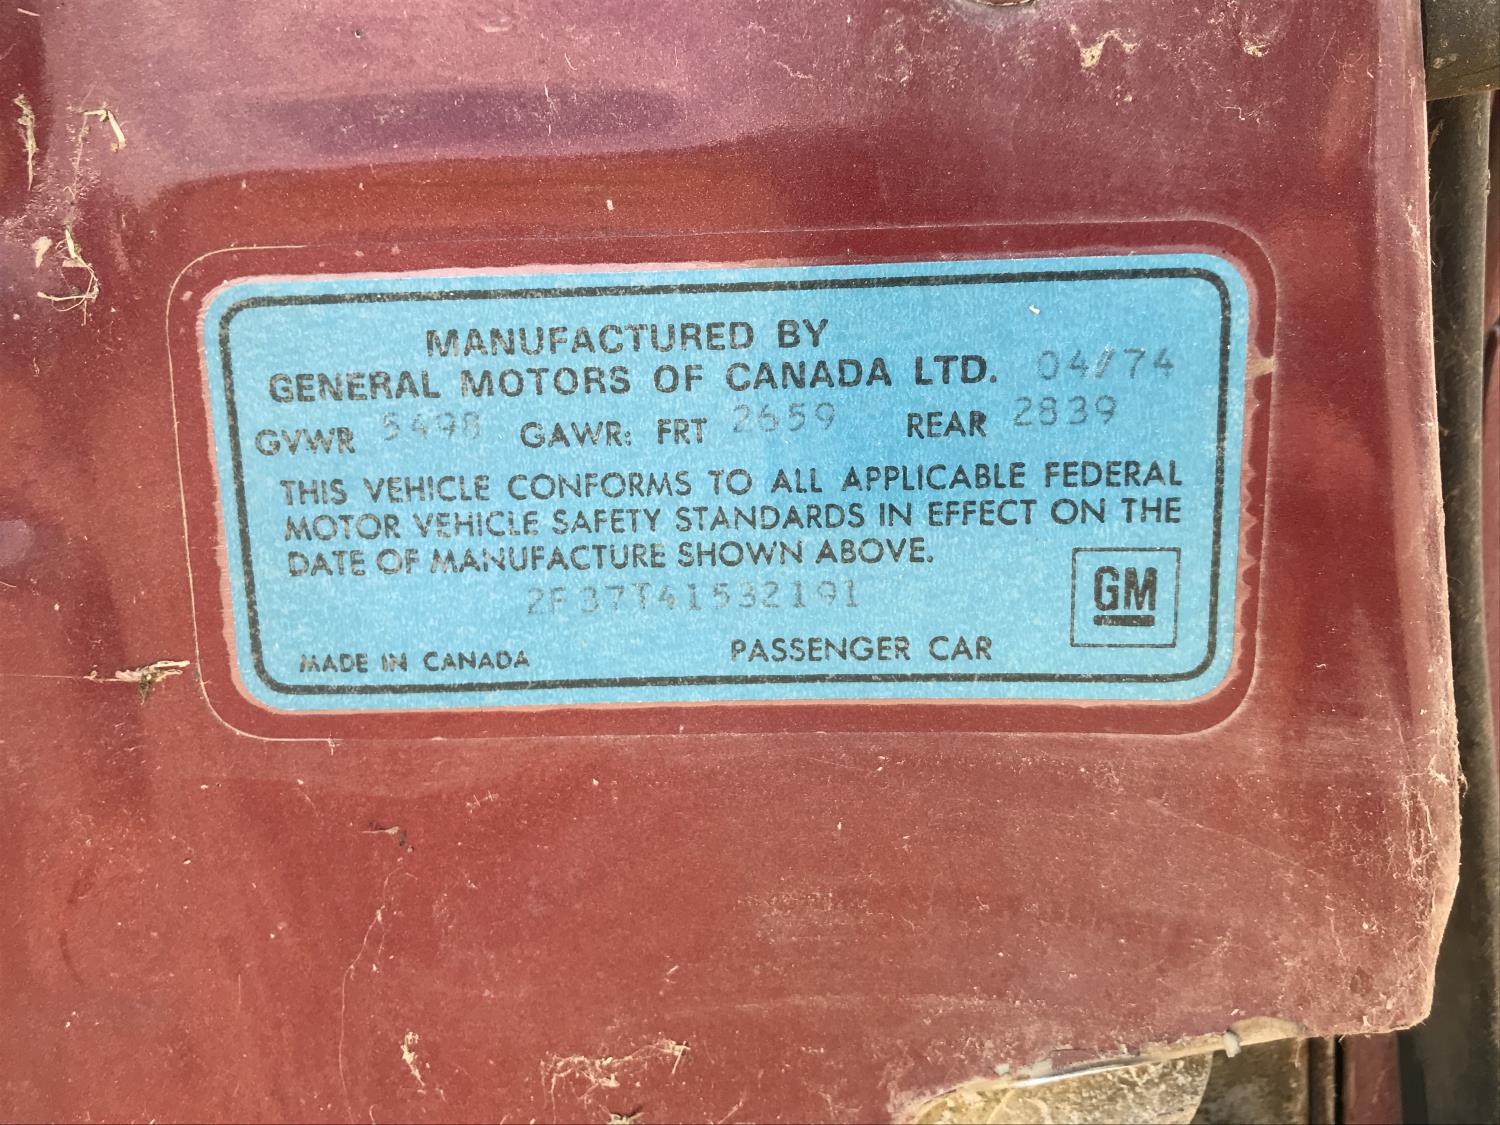 MANUFACTURED BY
GENERAL MOTORS OF CANADA LTD. 04/74
GVWR 5498 GAWR: FRT 2659 REAR 2839
THIS VEHICLE CONFORMS TO ALL APPLICABLE FEDERAL
MOTOR VEHICLE SAFETY STANDARDS IN EFFECT ON THE
DATE OF MANUFACTURE SHOWN ABOVE.
2F37T41532191
GM
MADE IN CANADA PASSENGER CAR